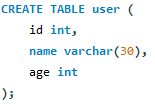 CREATE TABLE user (
    id int,
    name varchar(30),
    age int
);